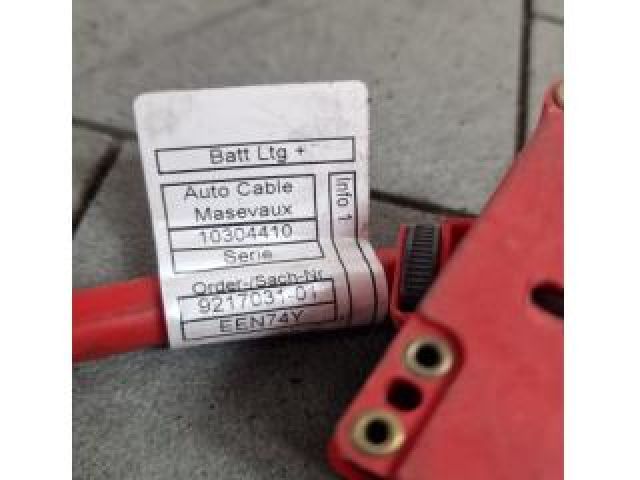 Batt Ltg +
Auto Cable
Masevaux
Info 1
10304410
Serie
Order-/Sach-Nr
9217031-01
EEN74Y